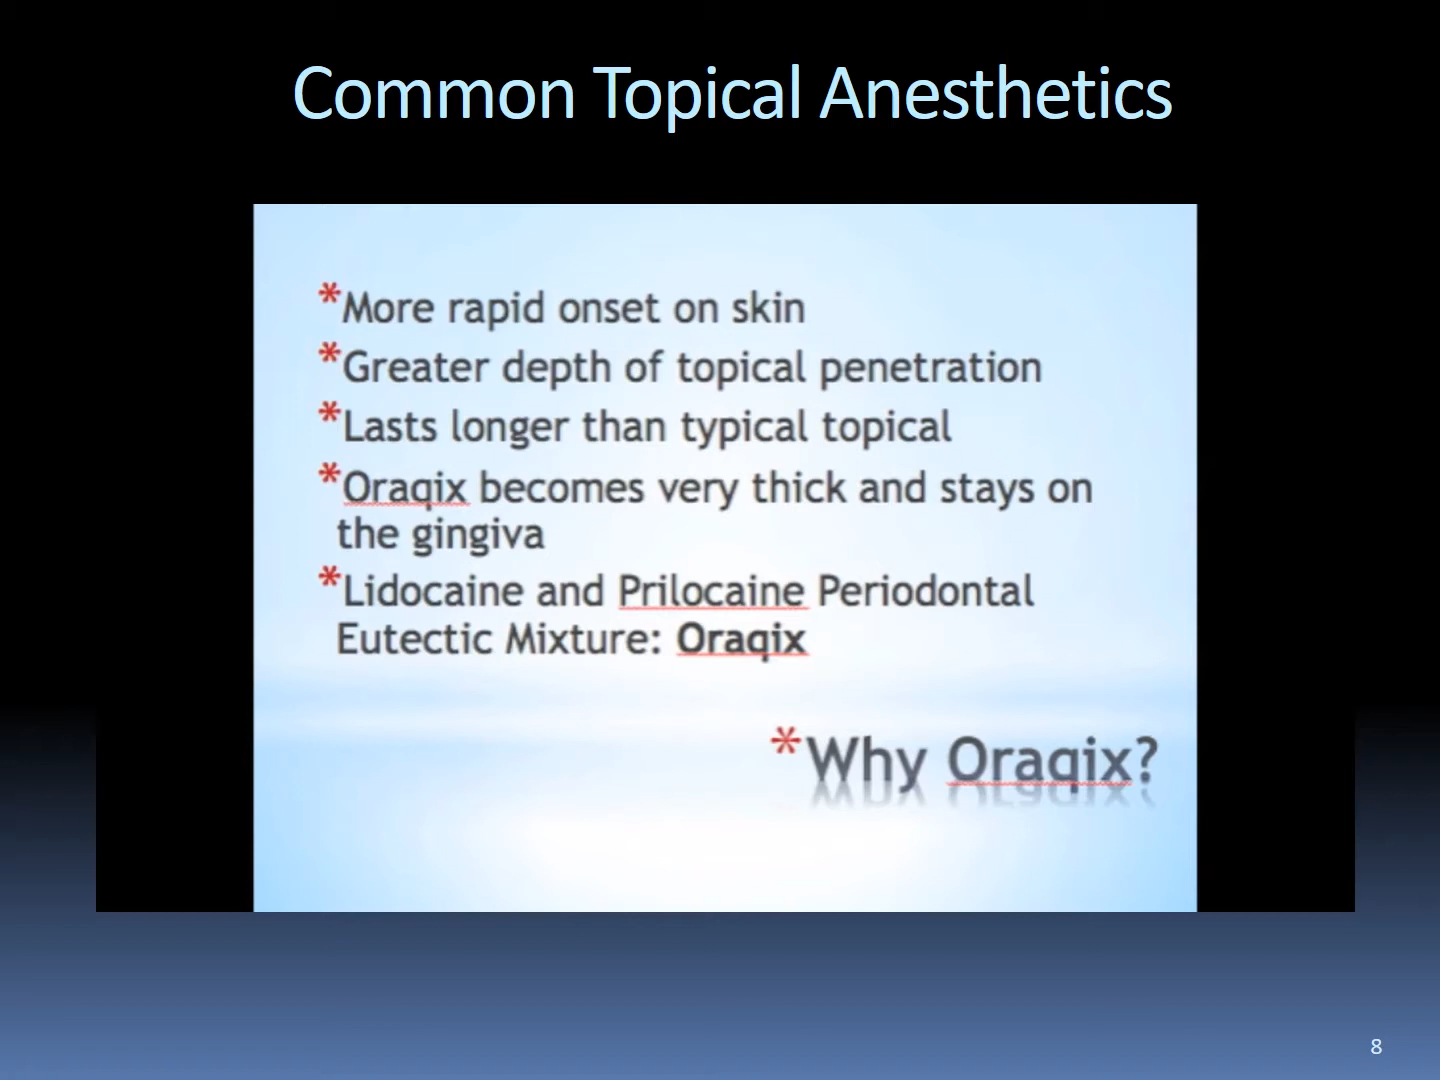 Common Topical Anesthetics
*More rapid onset on skin
*Greater depth of topical penetration
*Lasts longer than typical topical
*Oraqix becomes very thick and stays on
the gingiva
*Lidocaine and Prilocaine Periodontal
Eutectic Mixture: Oraqix
*Why Oraqix?
8